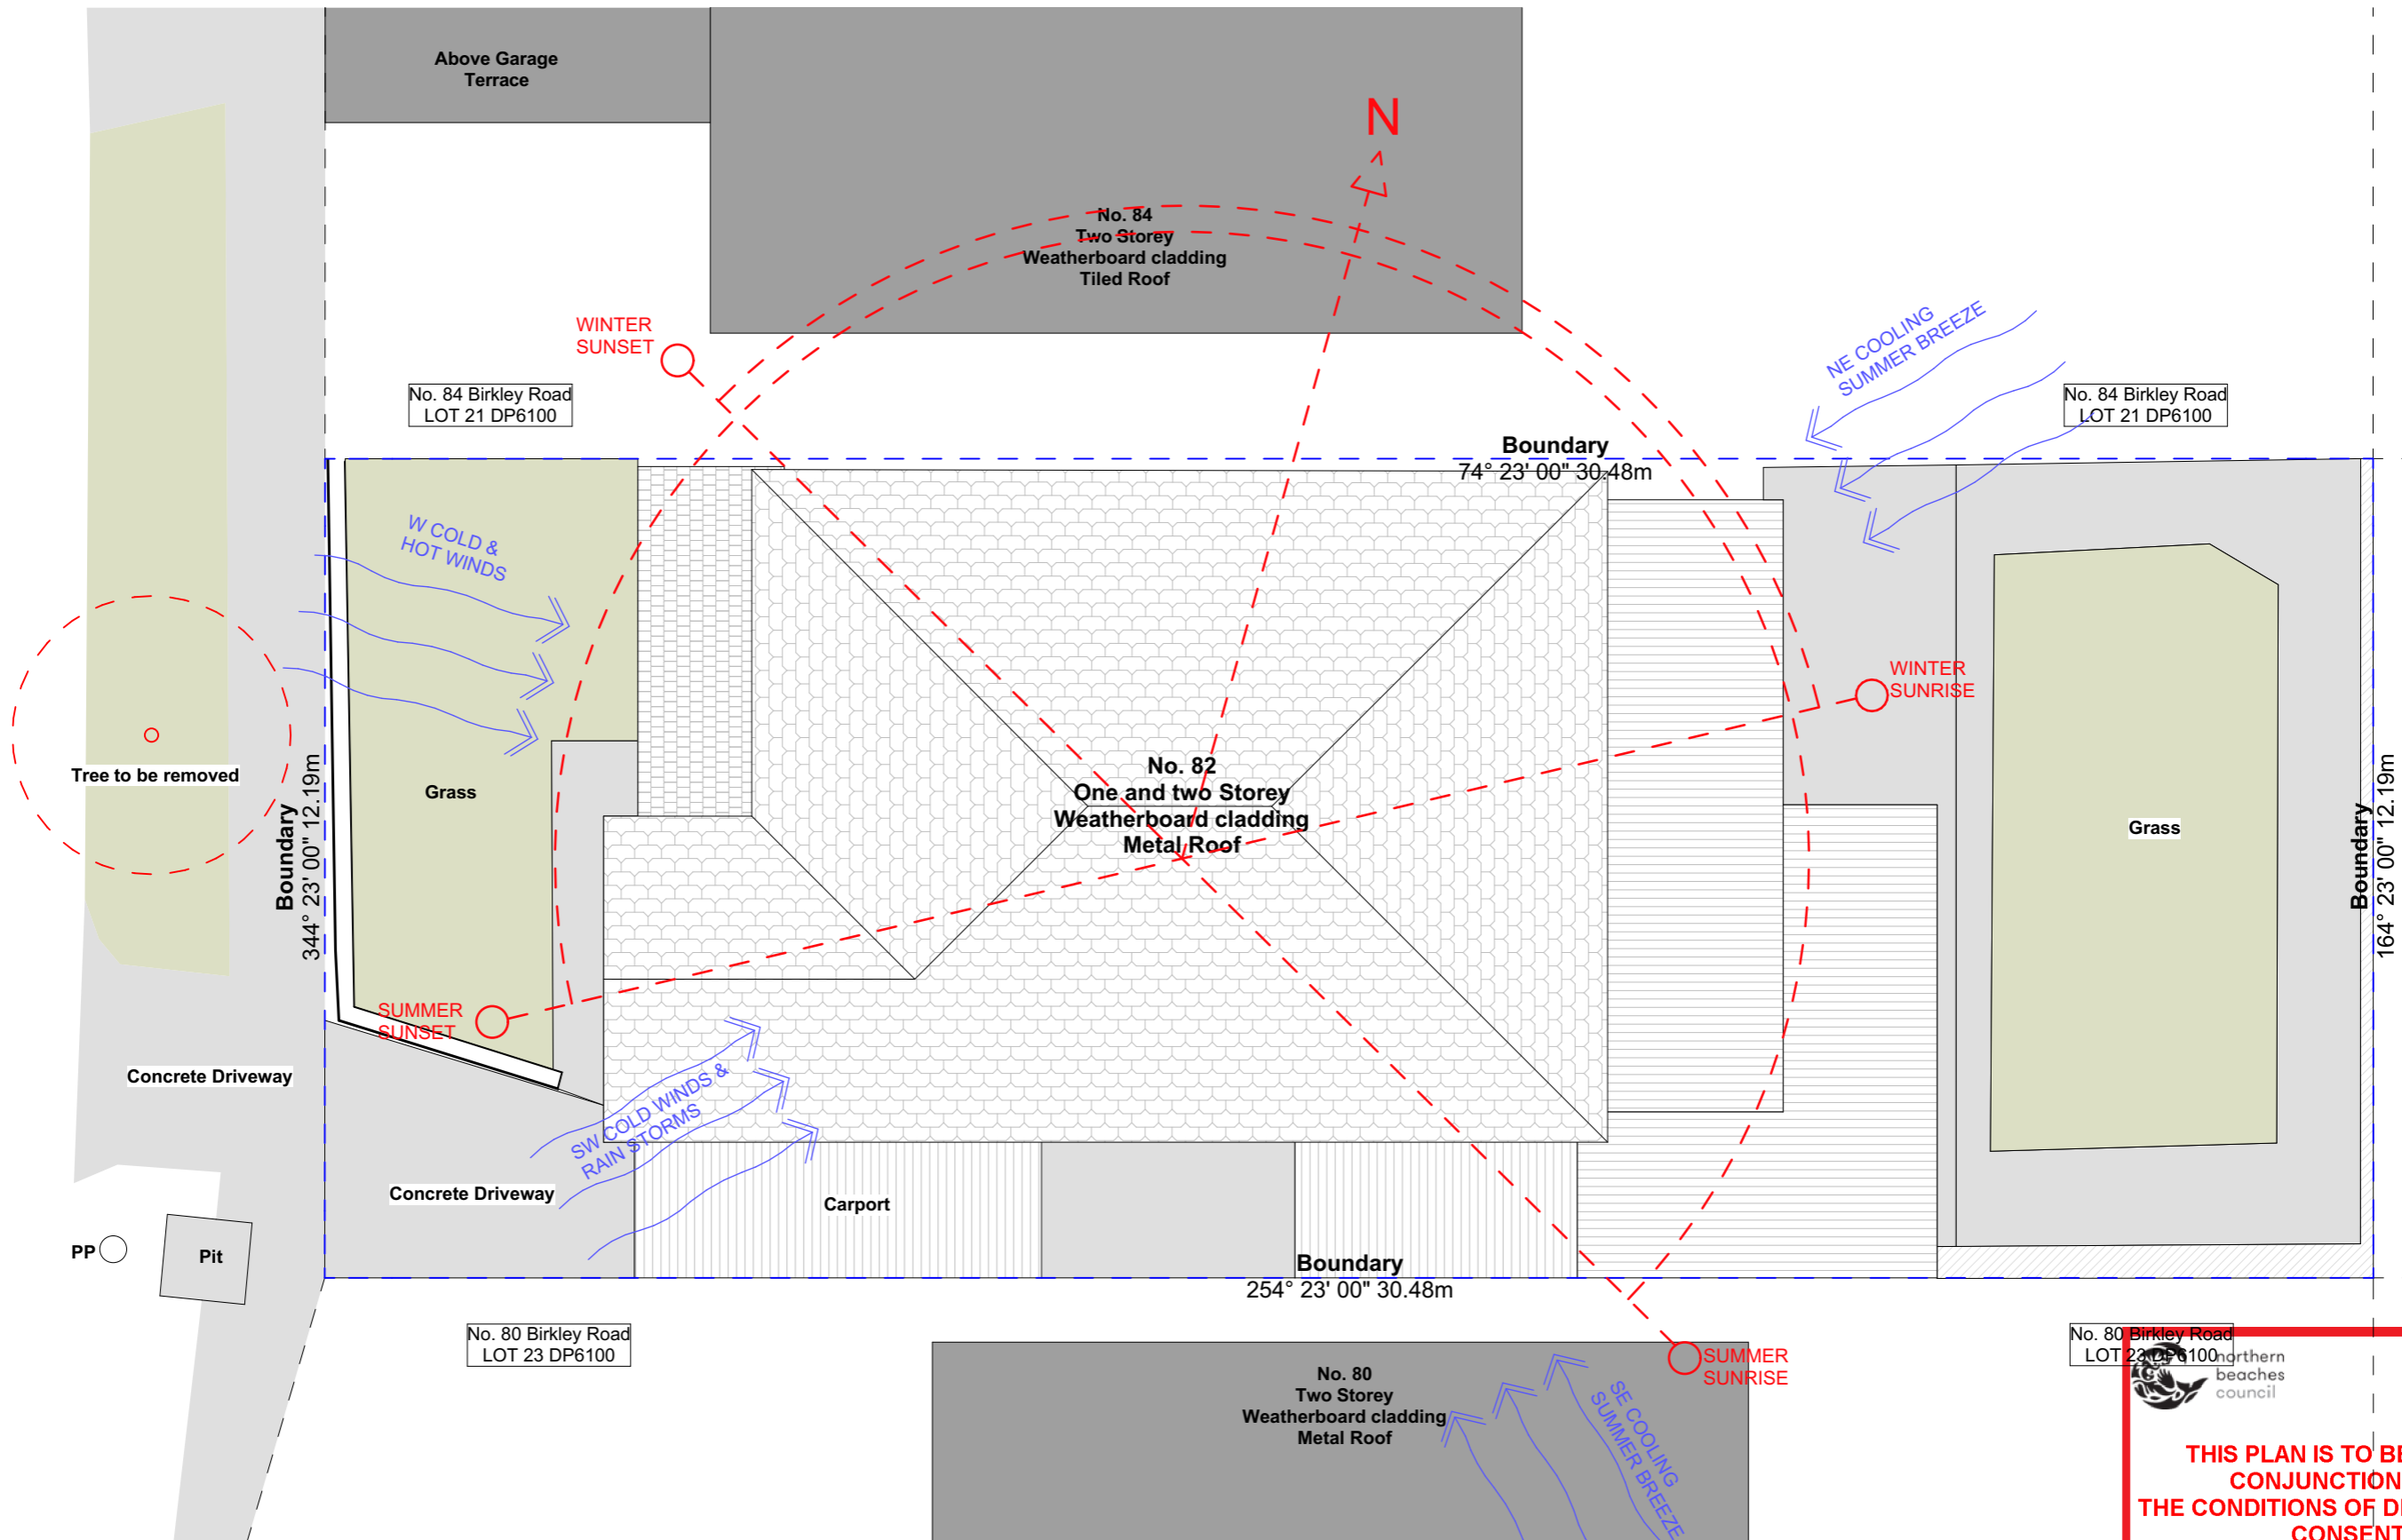 Above Garage
Terrace
N
No. 84
Two Storey
Weatherboard cladding
Tiled Roof
WINTER
SUNSET
NE COOLING
SUMMER BREEZE
No. 84 Birkley Road
LOT 21 DP6100
No. 84 Birkley Road
LOT 21 DP6100
Boundary
74° 23' 00" 30.48m
W COLD &
HOT WINDS
WINTER
SUNRISE
Tree to be removed
Grass
No. 82
One and two Storey
Weatherboard cladding
Metal Roof
Grass
Boundary
344° 23' 00" 12.19m
Boundary
164° 23' 00" 12.19m
SUMMER
SUNSET
Concrete Driveway
SW COLD WINDS &
RAIN STORMS
Concrete Driveway
Carport
PP
Pit
Boundary
254° 23' 00" 30.48m
No. 80 Birkley Road
LOT 23 DP6100
No. 80 Birkley Road
LOT 23 DP6100
SUMMER
SUNRISE
No. 80
Two Storey
Weatherboard cladding
Metal Roof
SE COOLING
SUMMER BREEZE
northern
beaches
council
THIS PLAN IS TO BE
CONJUNCTION
THE CONDITIONS OF
CONSENT